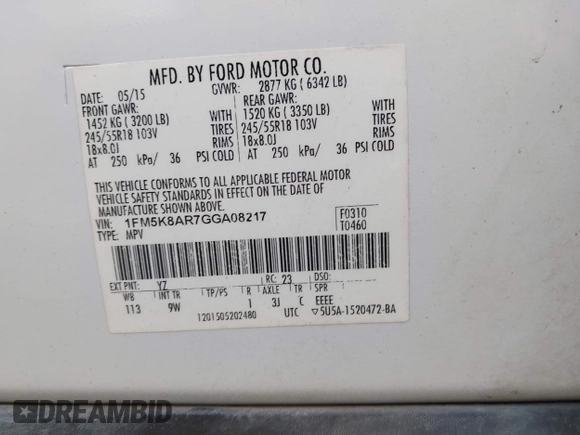 MFD. BY FORD MOTOR CO.
DATE: 05/15 GVWR: 2877 KG ( 6342 LB)
FRONT GAWR: REAR GAWR:
1452 KG ( 3200 LB) WITH 1520 KG ( 3350 LB) WITH
245/55R18 103V TIRES 245/55R18 103V TIRES
18x8.0J RIMS 18x8.0J RIMS
AT 250 kPa/ 36 PSI COLD AT 250 kPa/ 36 PSI COLD
THIS VEHICLE CONFORMS TO ALL APPLICABLE FEDERAL MOTOR
VEHICLE SAFETY STANDARDS IN EFFECT ON THE DATE OF
MANUFACTURE SHOWN ABOVE.
VIN: 1FM5K8AR7GGA08217 F0310
TYPE: MPV T0460
EXT PNT: YZ RC: 23 DSO:
WB INT TR TP/PS R AXLE TR SPR
113 9W 1 3J C EEEE
1201505202480 UTC ▽5U5A-1520472-BA
DREAMBID